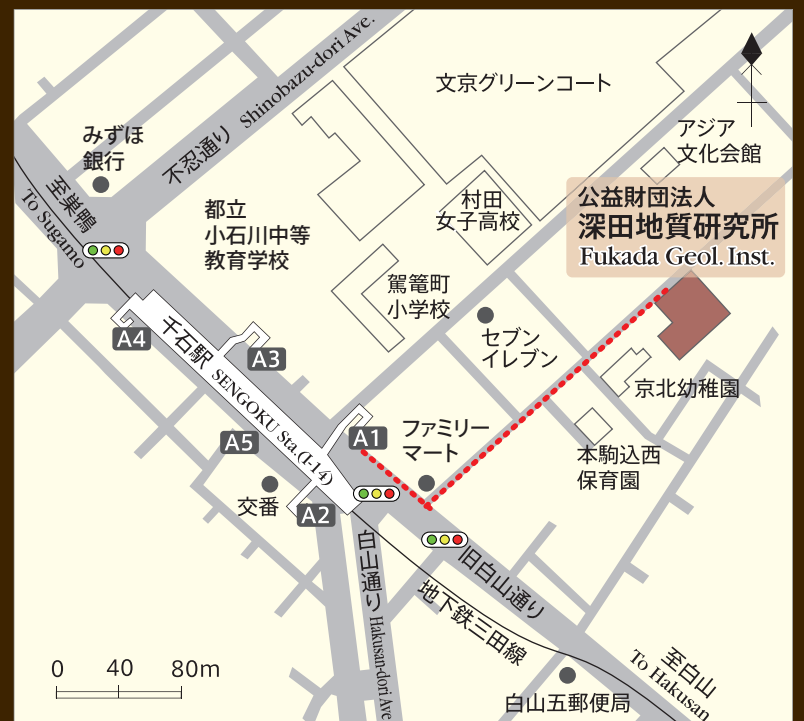 不忍通り Shinobazu-dori Ave.
文京グリーンコート
みずほ
銀行
アジア
文化会館
至巣鴨
To Sugamo
都立
小石川中等
教育学校
村田
女子高校
公益財団法人
深田地質研究所
Fukada Geol. Inst.
駕篭町
小学校
A4
千石駅 SENGOKU Sta.(I-14)
A3
セブン
イレブン
京北幼稚園
A1
ファミリー
マート
A5
本駒込西
保育園
交番
A2
白山通り Hakusan-dori Ave.
旧白山通り
地下鉄三田線
至白山
To Hakusan
白山五郵便局
0 40 80m